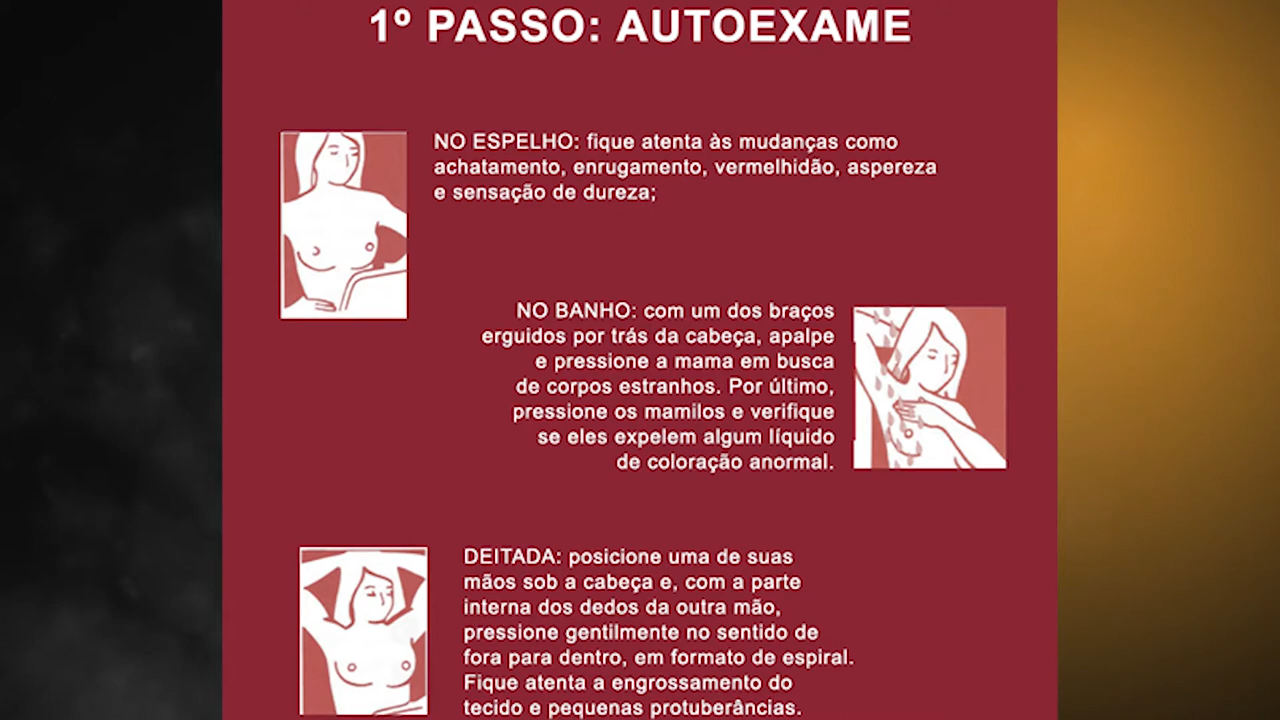 1º PASSO: AUTOEXAME
NO ESPELHO: fique atenta às mudanças como
achatamento, enrugamento, vermelhidão, aspereza
e sensação de dureza;
NO BANHO: com um dos braços
erguidos por trás da cabeça, apalpe
e pressione a mama em busca
de corpos estranhos. Por último,
pressione os mamilos e verifique
se eles expelem algum líquido
de coloração anormal.
DEITADA: posicione uma de suas
mãos sob a cabeça e, com a parte
interna dos dedos da outra mão,
pressione gentilmente no sentido de
fora para dentro, em formato de espiral.
Fique atenta a engrossamento do
tecido e pequenas protuberâncias.